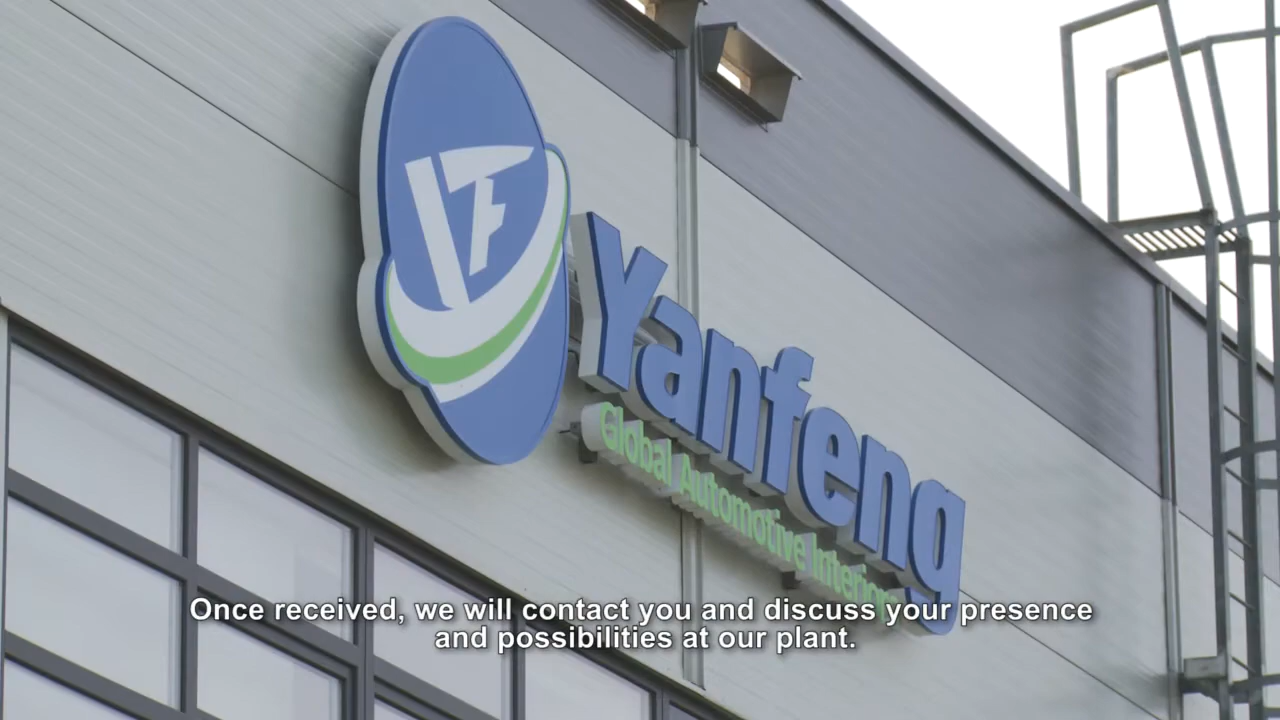 YF
Yanfeng
Global Automotive Interiors
Once received, we will contact you and discuss your presence
and possibilities at our plant.